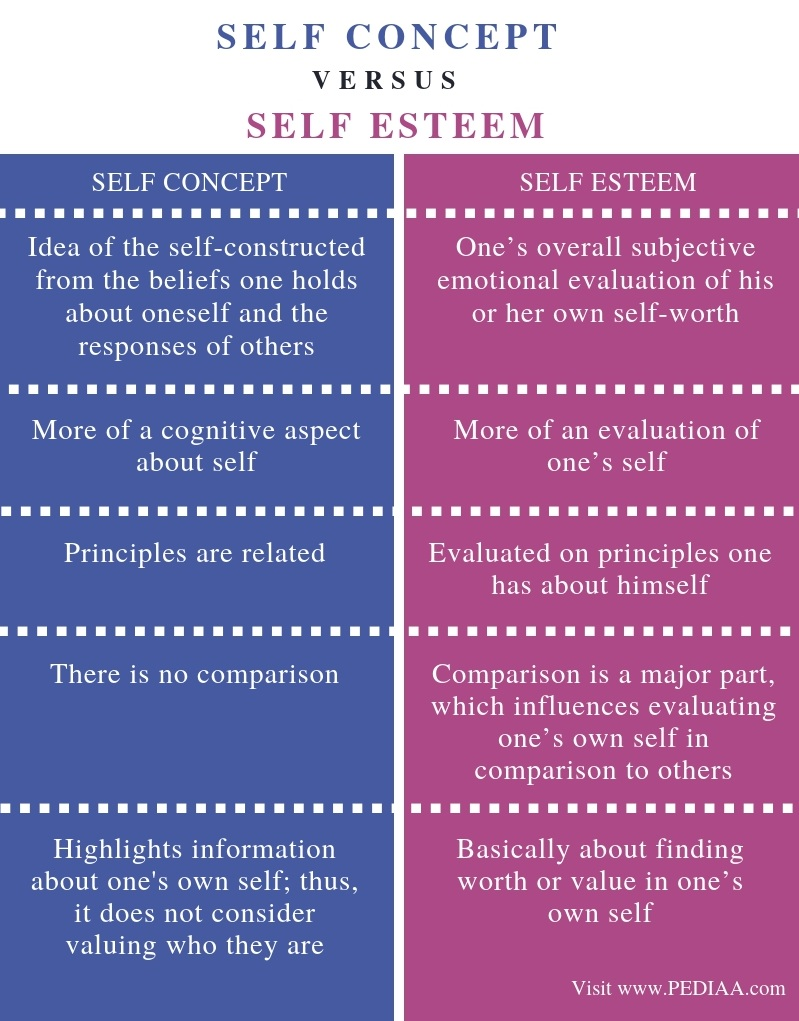 SELF CONCEPT
VERSUS
SELF ESTEEM
SELF CONCEPT
SELF ESTEEM
Idea of the self-constructed
from the beliefs one holds
about oneself and the
responses of others
One’s overall subjective
emotional evaluation of his
or her own self-worth
More of a cognitive aspect
about self
More of an evaluation of
one’s self
Principles are related
Evaluated on principles one
has about himself
There is no comparison
Comparison is a major part,
which influences evaluating
one’s own self in
comparison to others
Highlights information
about one's own self; thus,
it does not consider
valuing who they are
Basically about finding
worth or value in one’s
own self
Visit www.PEDIAA.com